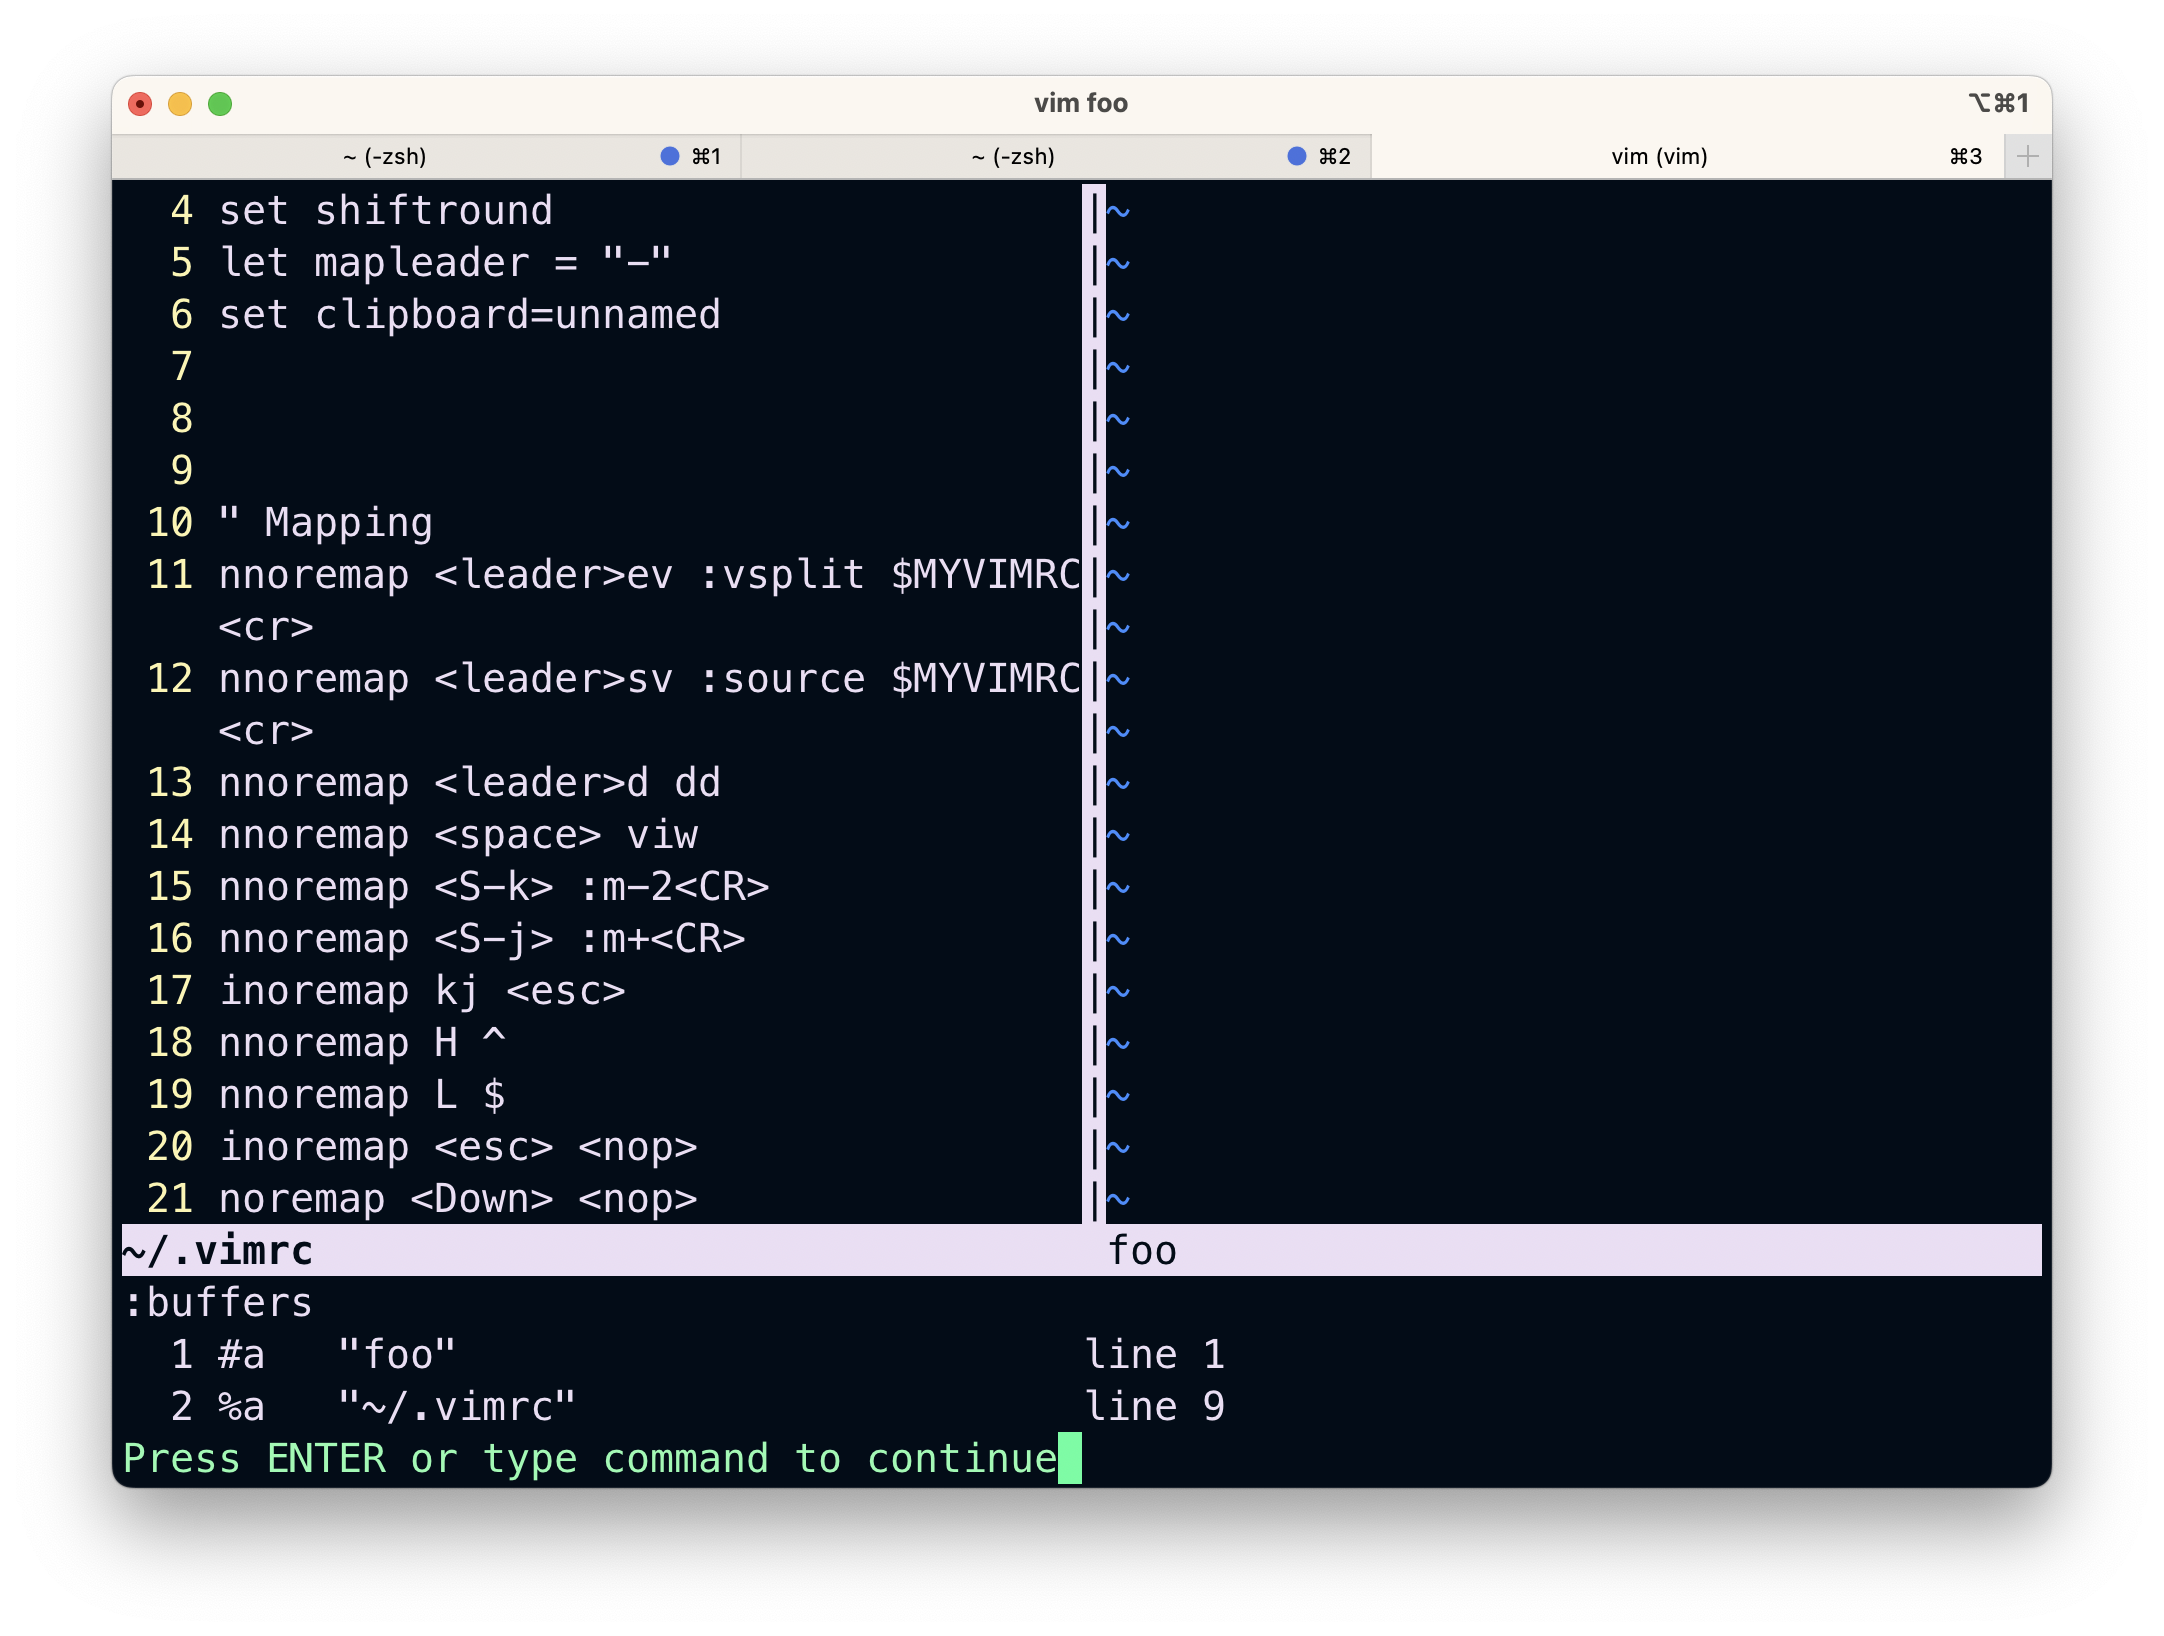 vim foo
⌥⌘1
~ (-zsh) ⌘1
~ (-zsh) ⌘2
vim (vim) ⌘3
4 set shiftround
5 let mapleader = "-"
6 set clipboard=unnamed
7
8
9
10 " Mapping
11 nnoremap <leader>ev :vsplit $MYVIMRC
<cr>
12 nnoremap <leader>sv :source $MYVIMRC
<cr>
13 nnoremap <leader>d dd
14 nnoremap <space> viw
15 nnoremap <S-k> :m-2<CR>
16 nnoremap <S-j> :m+<CR>
17 inoremap kj <esc>
18 nnoremap H ^
19 nnoremap L $
20 inoremap <esc> <nop>
21 noremap <Down> <nop>
~/.vimrc
foo
:buffers
1 #a "foo" line 1
2 %a "~/.vimrc" line 9
Press ENTER or type command to continue